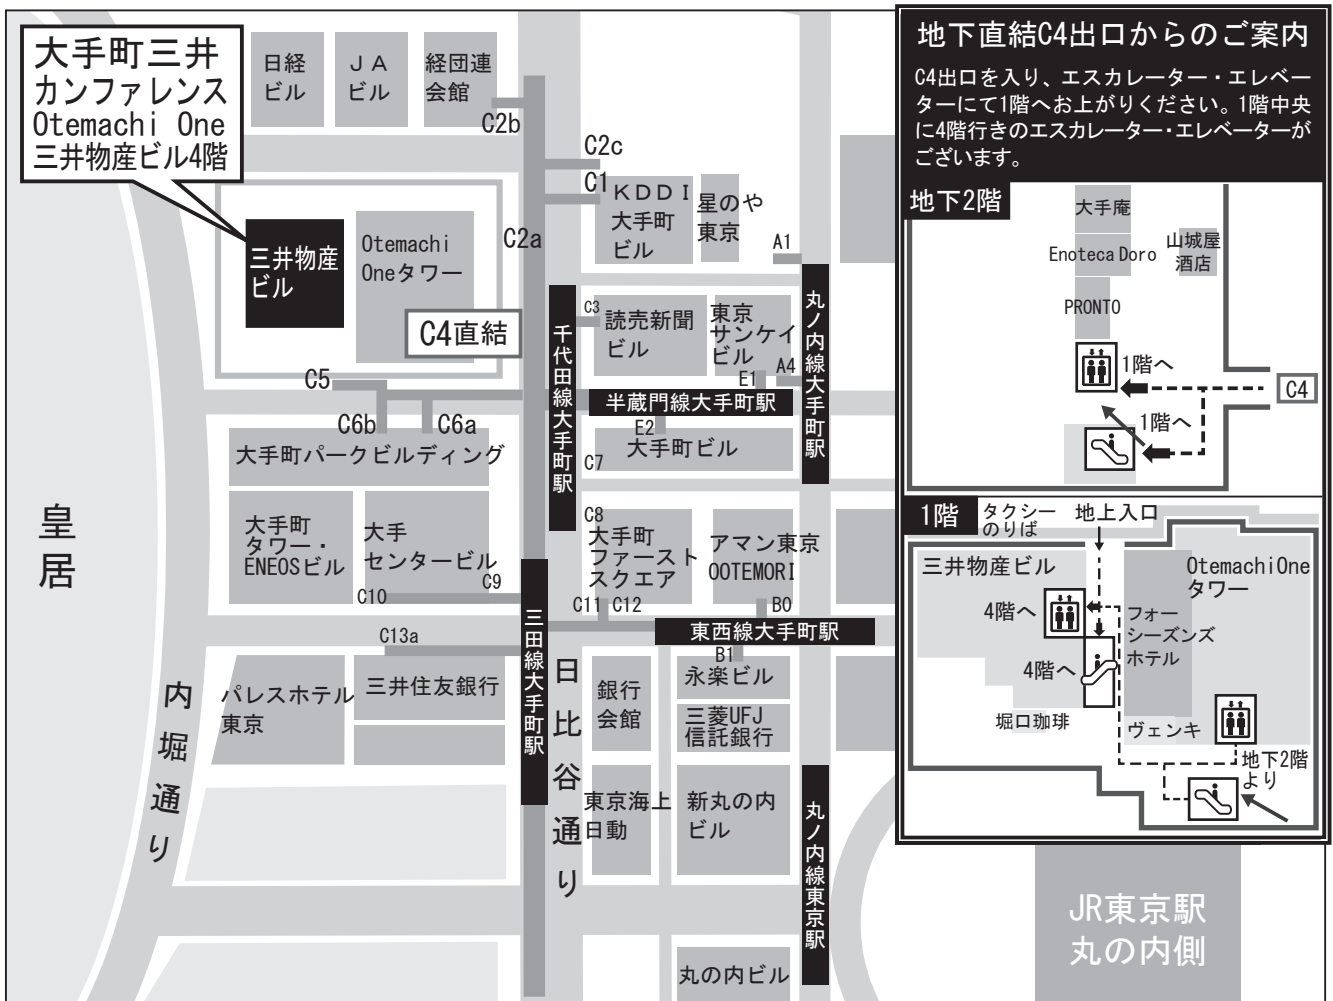 大手町三井
カンファレンス
Otemachi One
三井物産ビル4階
日経
ビル
ＪＡ
ビル
経団連
会館
C2b
C2c
C1
C2a
ＫＤＤＩ
大手町
ビル
星のや
東京
A1
三井物産
ビル
Otemachi
Oneタワー
C4直結
千代田線大手町駅
C3
読売新聞
ビル
東京
サンケイ
ビル
A4
E1
丸ノ内線大手町駅
C5
C6b
C6a
半蔵門線大手町駅
E2
大手町ビル
C7
大手町パークビルディング
皇居
大手町
タワー・
ENEOSビル
大手
センタービル
C9
C10
C8
大手町
ファースト
スクエア
アマン東京
OOTEMORI
C11
C12
B0
東西線大手町駅
B1
C13a
三田線大手町駅
日比谷通り
内堀通り
パレスホテル
東京
三井住友銀行
銀行
会館
永楽ビル
三菱UFJ
信託銀行
東京海上
日動
新丸の内
ビル
丸ノ内線東京駅
丸の内ビル
JR東京駅
丸の内側
地下直結C4出口からのご案内
C4出口を入り、エスカレーター・エレベー
ターにて1階へお上がりください。1階中央
に4階行きのエスカレーター・エレベーターが
ございます。
地下2階
大手庵
Enoteca Doro
山城屋
酒店
PRONTO
1階へ
C4
1階へ
1階
タクシー
のりば
地上入口
三井物産ビル
OtemachiOne
タワー
4階へ
フォー
シーズンズ
ホテル
4階へ
堀口珈琲
ヴェンキ
地下2階
より